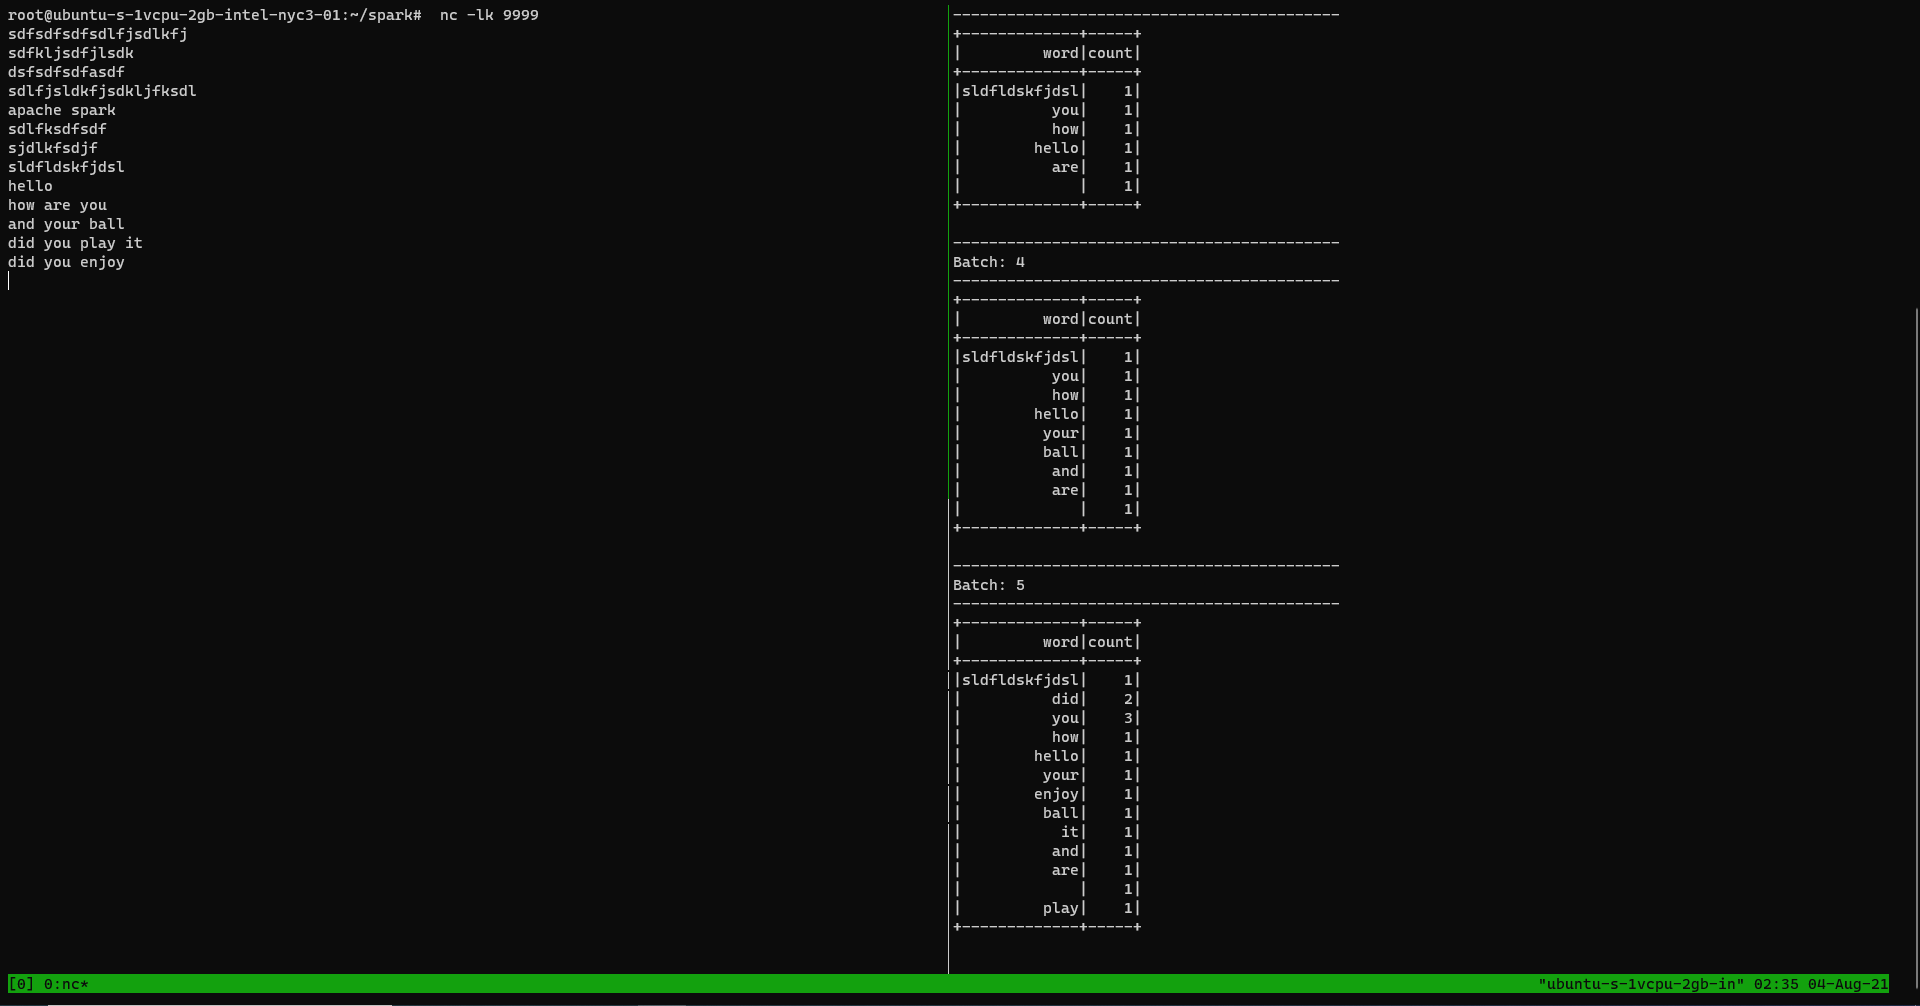 root@ubuntu-s-1vcpu-2gb-intel-nyc3-01:~/spark#  nc -lk 9999
sdfsdfsdfsdlfjsdlkfj
sdfkljsdfjlsdk
dsfsdfsdfasdf
sdlfjsldkfjsdkljfksdl
apache spark
sdlfksdfsdf
sjdlkfsdjf
sldfldskfjdsl
hello
how are you
and your ball
did you play it
did you enjoy
-------------------------------------------
+-------------+-----+
|         word|count|
+-------------+-----+
|sldfldskfjdsl|    1|
|          you|    1|
|          how|    1|
|        hello|    1|
|          are|    1|
|             |    1|
+-------------+-----+
-------------------------------------------
Batch: 4
-------------------------------------------
+-------------+-----+
|         word|count|
+-------------+-----+
|sldfldskfjdsl|    1|
|          you|    1|
|          how|    1|
|        hello|    1|
|         your|    1|
|         ball|    1|
|          and|    1|
|          are|    1|
|             |    1|
+-------------+-----+
-------------------------------------------
Batch: 5
-------------------------------------------
+-------------+-----+
|         word|count|
+-------------+-----+
|sldfldskfjdsl|    1|
|          did|    2|
|          you|    3|
|          how|    1|
|        hello|    1|
|         your|    1|
|        enjoy|    1|
|         ball|    1|
|           it|    1|
|          and|    1|
|          are|    1|
|             |    1|
|         play|    1|
+-------------+-----+
[0] 0:nc*
"ubuntu-s-1vcpu-2gb-in" 02:35 04-Aug-21